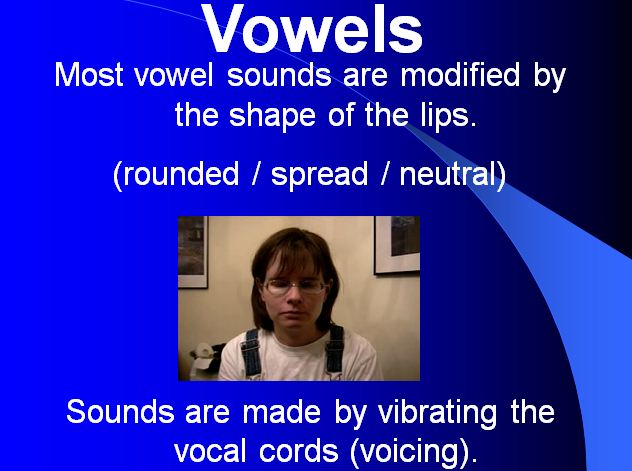 Vowels
Most vowel sounds are modified by
the shape of the lips.
(rounded / spread / neutral)
Sounds are made by vibrating the
vocal cords (voicing).